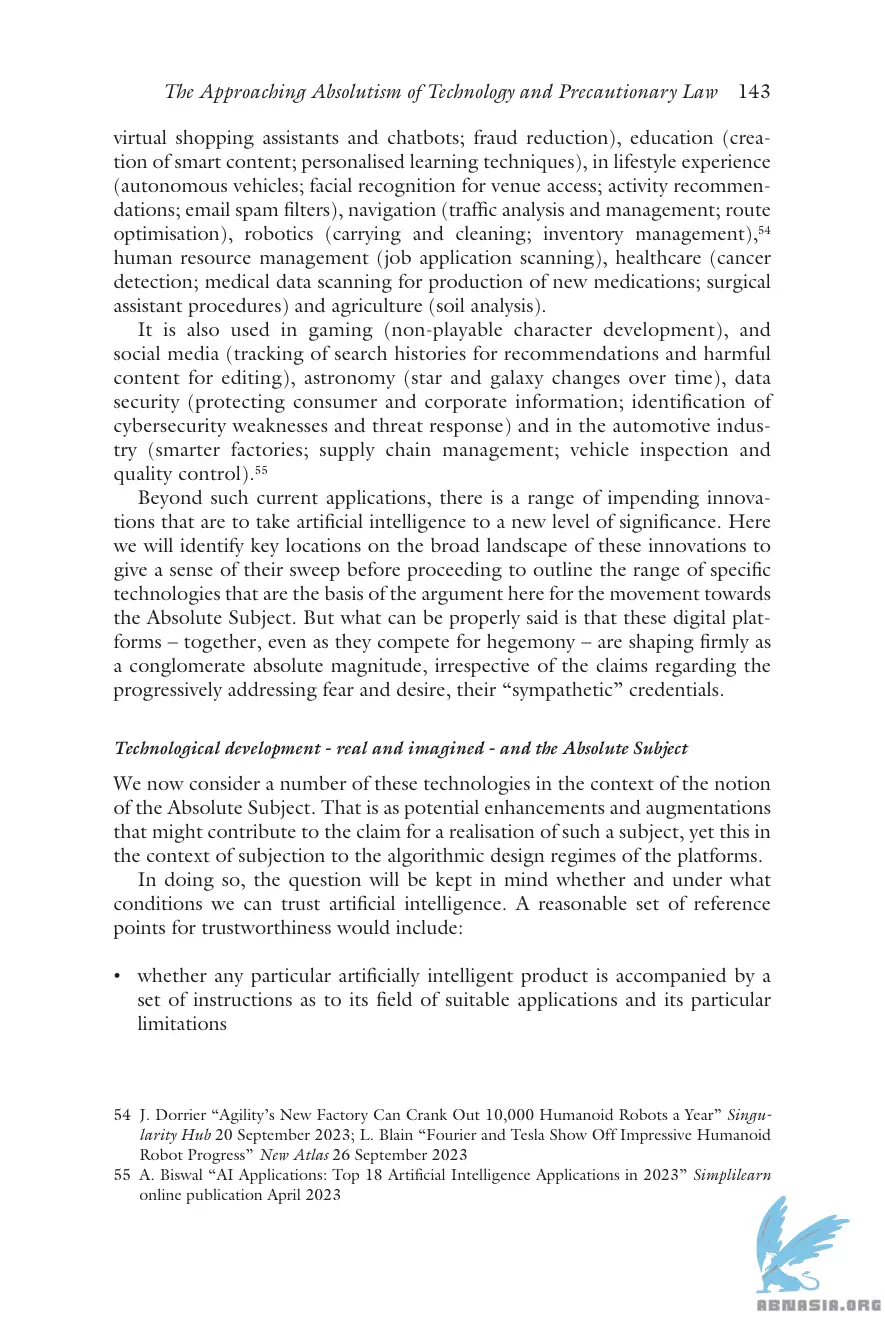 The Approaching Absolutism of Technology and Precautionary Law 143
virtual shopping assistants and chatbots; fraud reduction), education (crea-
tion of smart content; personalised learning techniques), in lifestyle experience
(autonomous vehicles; facial recognition for venue access; activity recommen-
dations; email spam filters), navigation (traffic analysis and management; route
optimisation), robotics (carrying and cleaning; inventory management),54
human resource management (job application scanning), healthcare (cancer
detection; medical data scanning for production of new medications; surgical
assistant procedures) and agriculture (soil analysis).
It is also used in gaming (non-playable character development), and
social media (tracking of search histories for recommendations and harmful
content for editing), astronomy (star and galaxy changes over time), data
security (protecting consumer and corporate information; identification of
cybersecurity weaknesses and threat response) and in the automotive indus-
try (smarter factories; supply chain management; vehicle inspection and
quality control).55
Beyond such current applications, there is a range of impending innova-
tions that are to take artificial intelligence to a new level of significance. Here
we will identify key locations on the broad landscape of these innovations to
give a sense of their sweep before proceeding to outline the range of specific
technologies that are the basis of the argument here for the movement towards
the Absolute Subject. But what can be properly said is that these digital plat-
forms – together, even as they compete for hegemony – are shaping firmly as
a conglomerate absolute magnitude, irrespective of the claims regarding the
progressively addressing fear and desire, their “sympathetic” credentials.
Technological development - real and imagined - and the Absolute Subject
We now consider a number of these technologies in the context of the notion
of the Absolute Subject. That is as potential enhancements and augmentations
that might contribute to the claim for a realisation of such a subject, yet this in
the context of subjection to the algorithmic design regimes of the platforms.
In doing so, the question will be kept in mind whether and under what
conditions we can trust artificial intelligence. A reasonable set of reference
points for trustworthiness would include:
• whether any particular artificially intelligent product is accompanied by a
set of instructions as to its field of suitable applications and its particular
limitations
54 J. Dorrier “Agility’s New Factory Can Crank Out 10,000 Humanoid Robots a Year” Singu-
larity Hub 20 September 2023; L. Blain “Fourier and Tesla Show Off Impressive Humanoid
Robot Progress” New Atlas 26 September 2023
55 A. Biswal “AI Applications: Top 18 Artificial Intelligence Applications in 2023” Simplilearn
online publication April 2023
ABNASIA.ORG